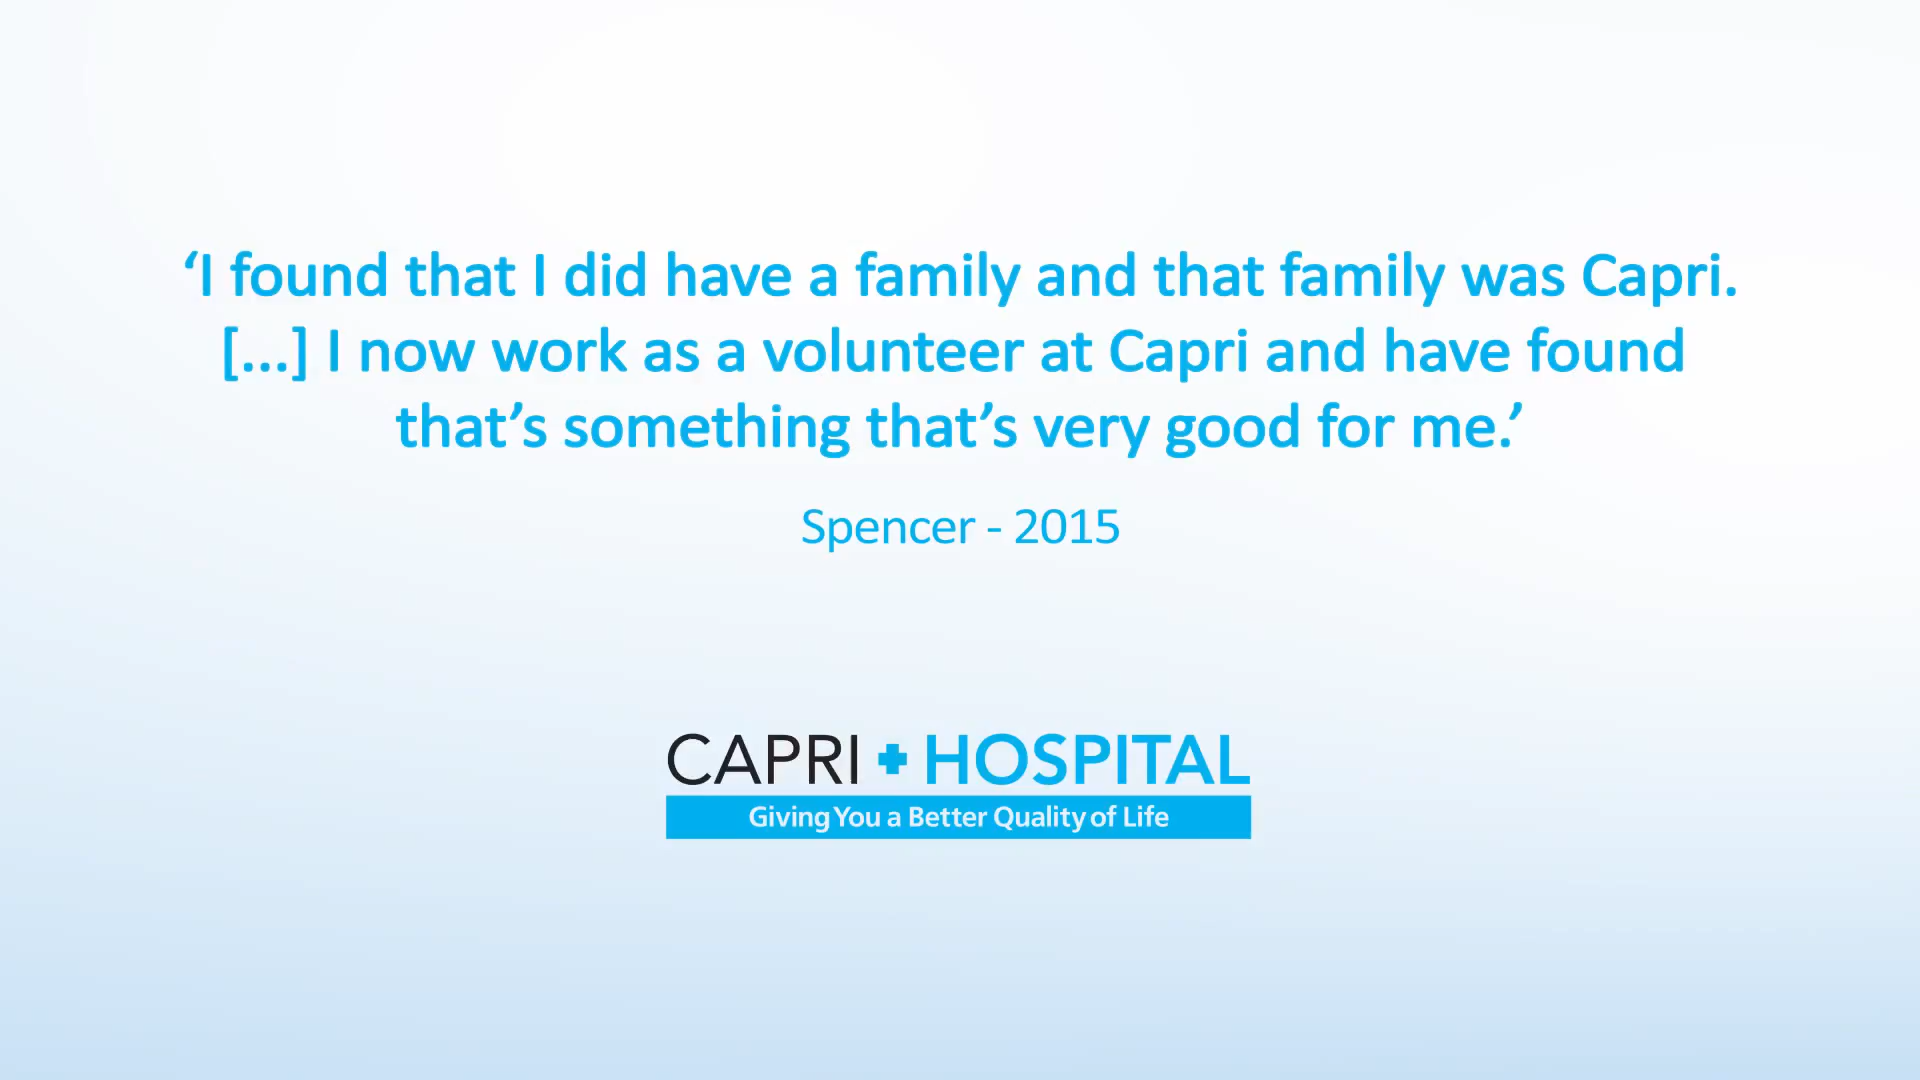 ‘I found that I did have a family and that family was Capri.
[...] I now work as a volunteer at Capri and have found
that’s something that’s very good for me.’
Spencer - 2015
CAPRI + HOSPITAL
Giving You a Better Quality of Life